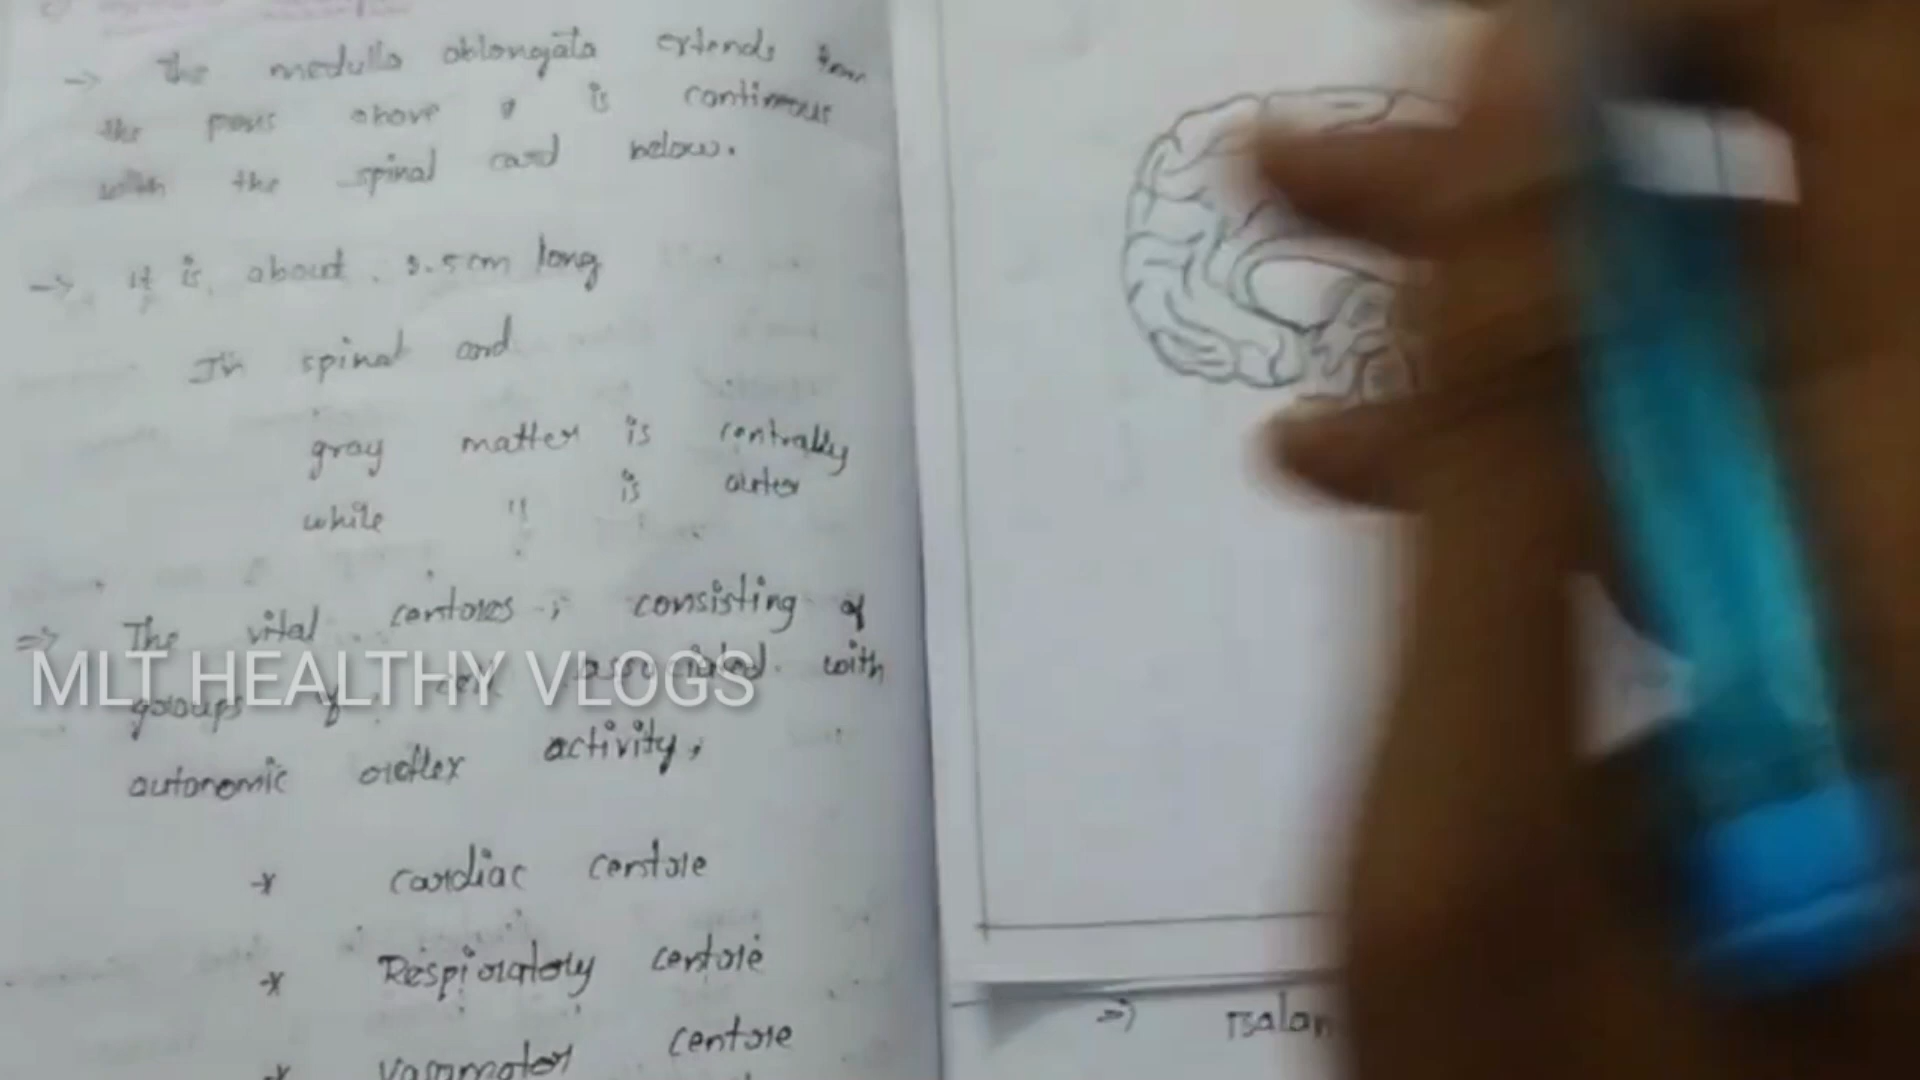 -> The medulla oblongata extends from
the pons above & is continuous
with the spinal cord below.
-> it is about 2.5cm long
In spinal cord
gray matter is centrally
while " is outer
=> The vital centres ; consisting of
groups of cell associated with
autonomic reflex activity;
* cardiac centre
* Respiratory centre
* Vasomotor centre
MLT HEALTHY VLOGS
=>